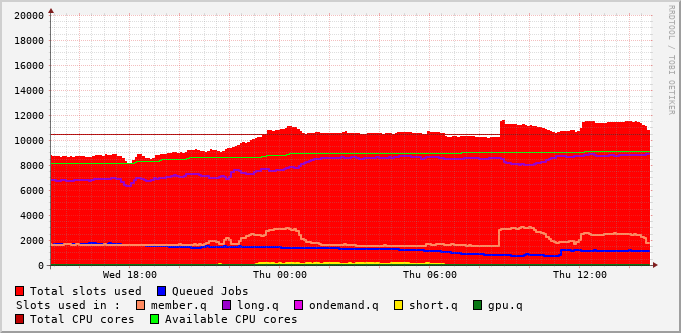 20000
18000
16000
14000
12000
10000
8000
6000
4000
2000
0
Wed 18:00 Thu 00:00 Thu 06:00 Thu 12:00
RRDTOOL / TOBI OETIKER
Total slots used Queued Jobs
Slots used in : member.q long.q ondemand.q short.q gpu.q
Total CPU cores Available CPU cores